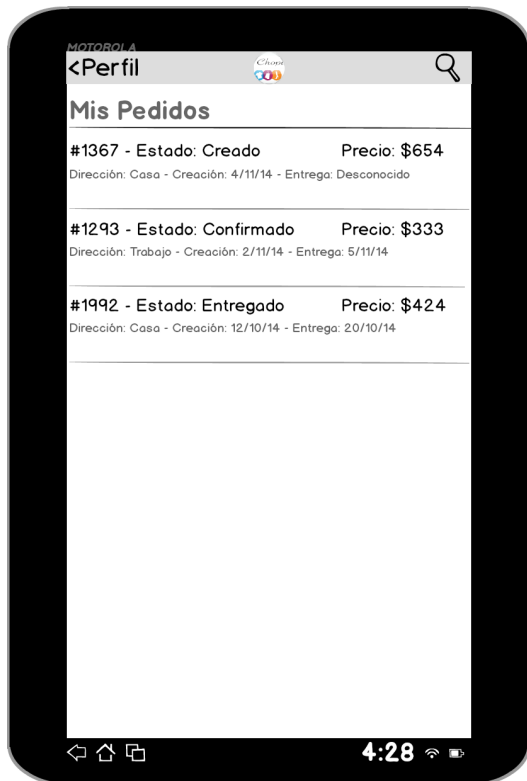 MOTOROLA
<Perfil
Chopi
Mis Pedidos
#1367 - Estado: Creado Precio: $654
Dirección: Casa - Creación: 4/11/14 - Entrega: Desconocido
#1293 - Estado: Confirmado Precio: $333
Dirección: Trabajo - Creación: 2/11/14 - Entrega: 5/11/14
#1992 - Estado: Entregado Precio: $424
Dirección: Casa - Creación: 12/10/14 - Entrega: 20/10/14
4:28